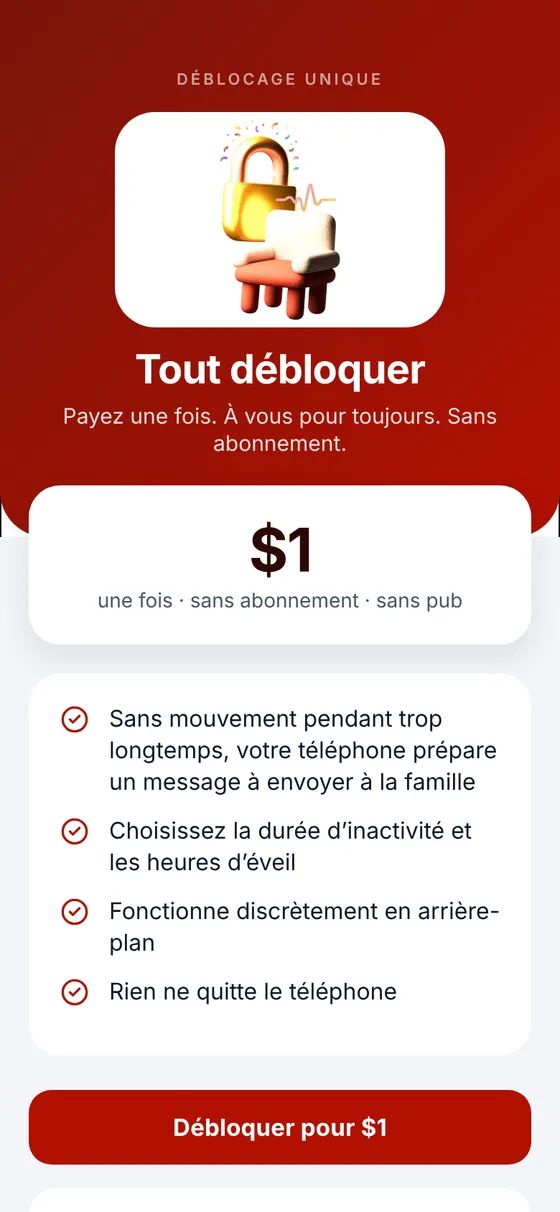 DÉBLOCAGE UNIQUE
Tout débloquer
Payez une fois. À vous pour toujours. Sans
abonnement.
$1
une fois · sans abonnement · sans pub
Sans mouvement pendant trop
longtemps, votre téléphone prépare
un message à envoyer à la famille
Choisissez la durée d’inactivité et
les heures d’éveil
Fonctionne discrètement en arrière-
plan
Rien ne quitte le téléphone
Débloquer pour $1